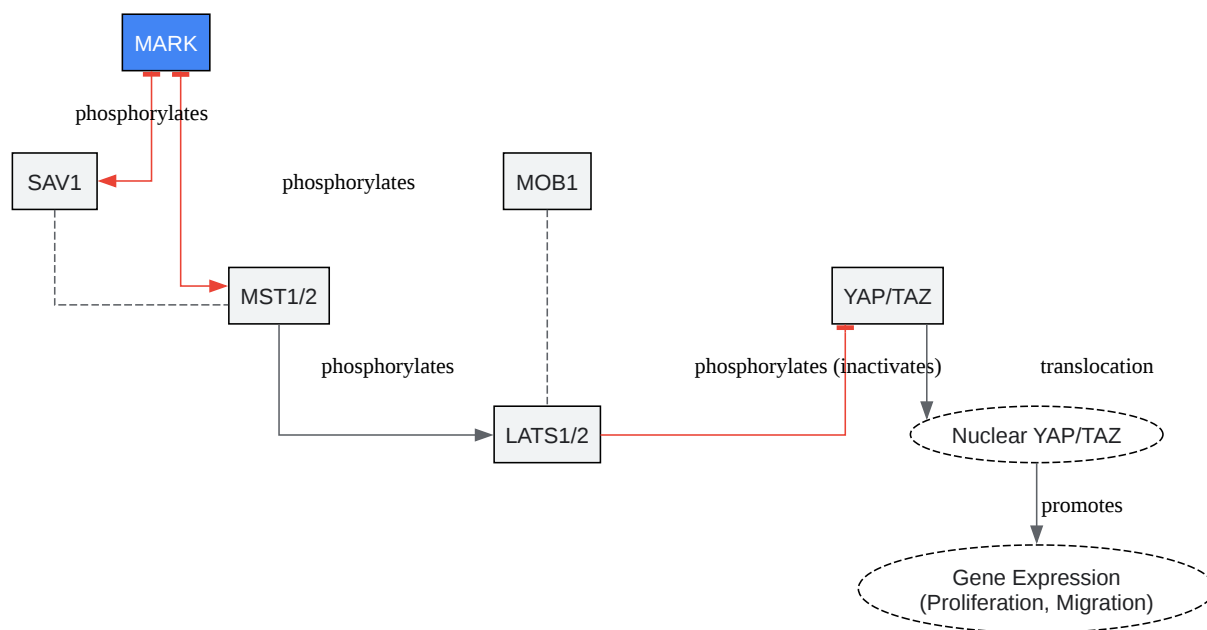 MARK
phosphorylates
SAV1
phosphorylates
MOB1
MST1/2
YAP/TAZ
phosphorylates
phosphorylates (inactivates)
translocation
LATS1/2
Nuclear YAP/TAZ
promotes
Gene Expression
(Proliferation, Migration)